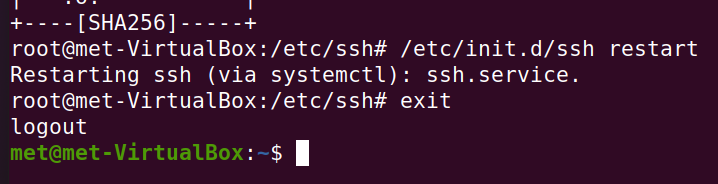 +----[SHA256]-----+
root@met-VirtualBox:/etc/ssh# /etc/init.d/ssh restart
Restarting ssh (via systemctl): ssh.service.
root@met-VirtualBox:/etc/ssh# exit
logout
met@met-VirtualBox:~$